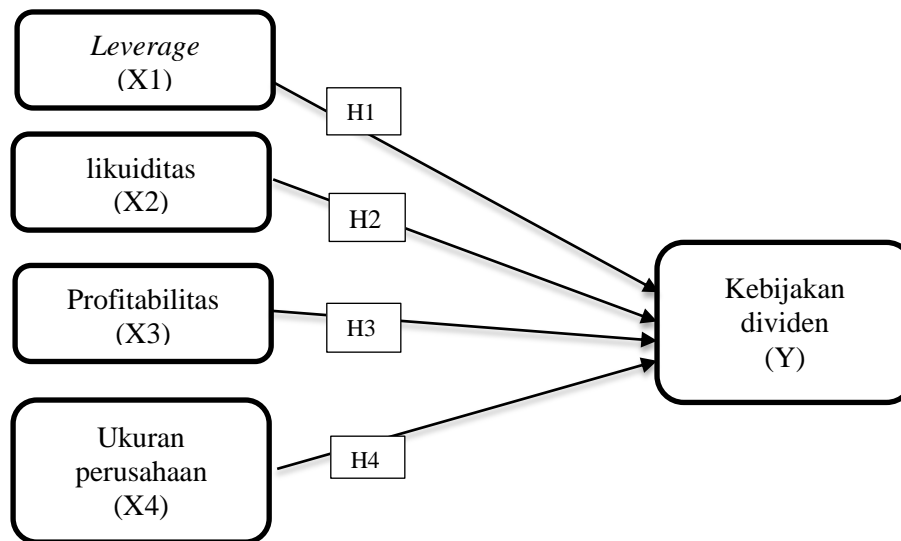 Leverage
(X1)
H1
likuiditas
(X2)
H2
Profitabilitas
(X3)
H3
Ukuran
perusahaan
(X4)
H4
Kebijakan
dividen
(Y)